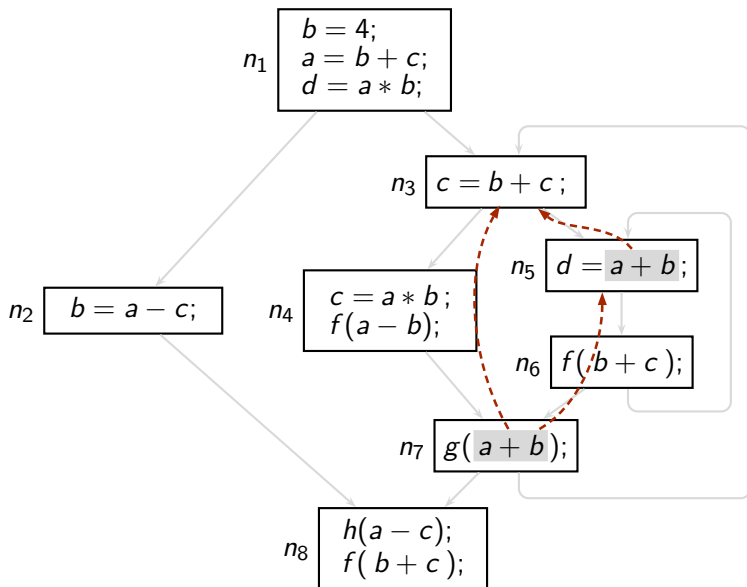 n1
b = 4;
a = b + c;
d = a ∗ b;
n3 c = b + c ;
n5 d = a + b ;
n2 b = a − c;
n4
c = a ∗ b ;
f(a − b);
n6 f( b + c );
n7 g( a + b );
n8
h(a − c);
f( b + c );